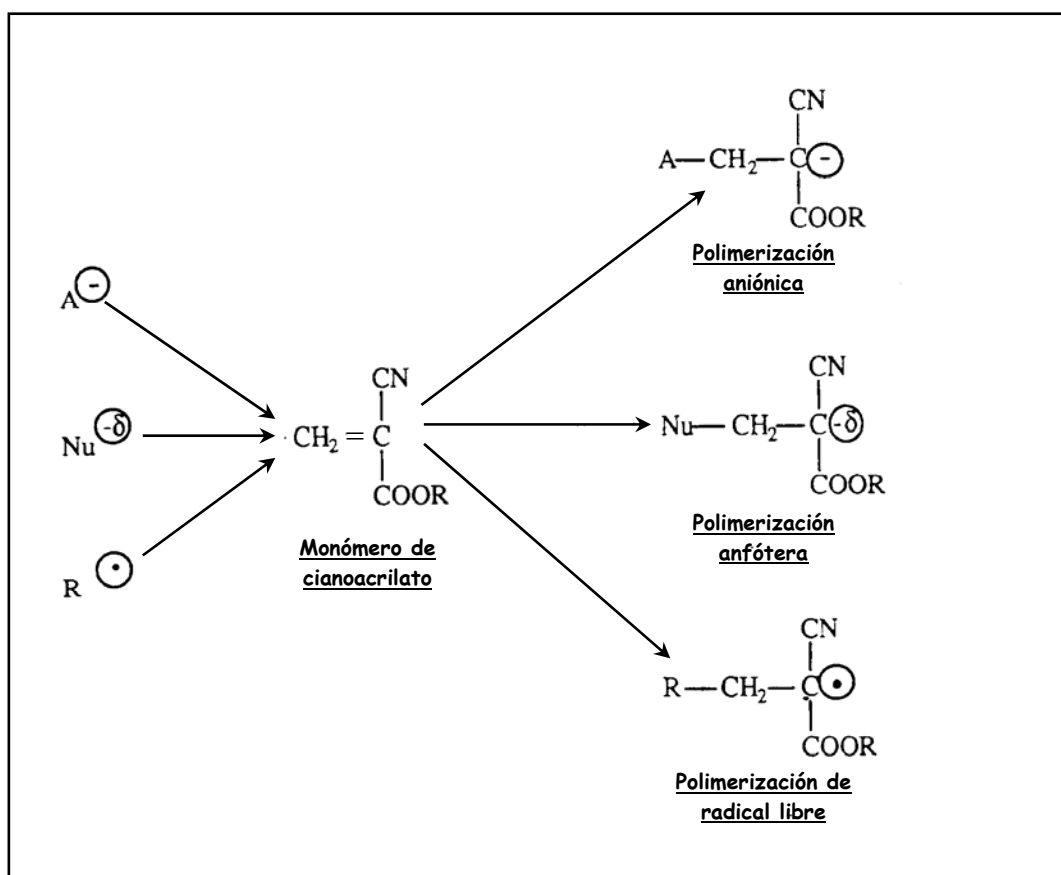 CN
A—CH₂—C⊖
COOR
Polimerización
aniónica
A⊖
CN
CH₂ = C
COOR
Monómero de
cianoacrilato
Nu-δ
CN
Nu—CH₂—C-δ
COOR
Polimerización
anfótera
R•
CN
R—CH₂—C•
COOR
Polimerización de
radical libre